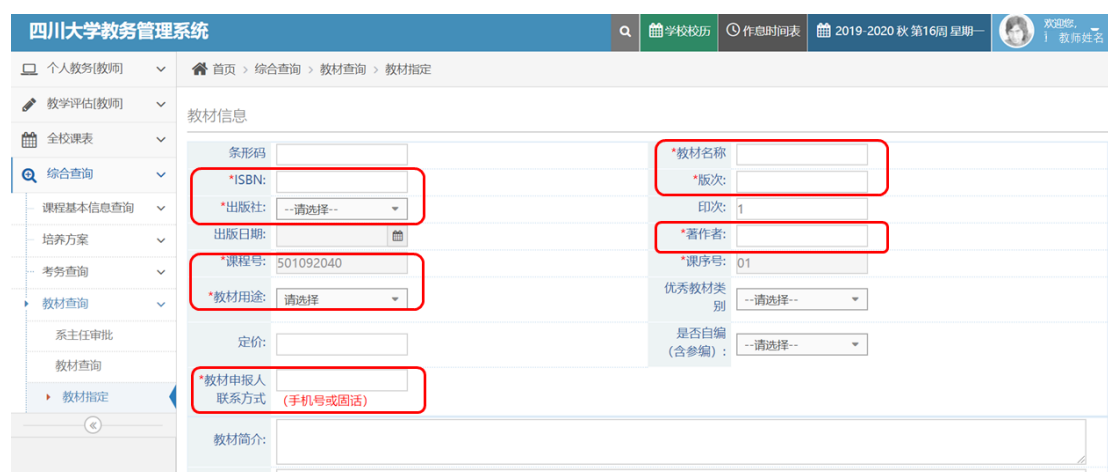 四川大学教务管理系统
学校校历
作息时间表
2019-2020 秋 第16周 星期一
欢迎您,
教师姓名
个人教务[教师]
教学评估[教师]
全校课表
综合查询
课程基本信息查询
培养方案
考务查询
教材查询
系主任审批
教材查询
教材指定
首页 > 综合查询 > 教材查询 > 教材指定
教材信息
条形码
*教材名称
*ISBN:
*版次:
*出版社: --请选择--
印次: 1
出版日期:
*著作者:
*课程号: 501092040
*课序号: 01
*教材用途: 请选择
优秀教材类
别 --请选择--
定价:
是否自编
(含参编) : --请选择--
*教材申报人
联系方式 (手机号或固话)
教材简介: